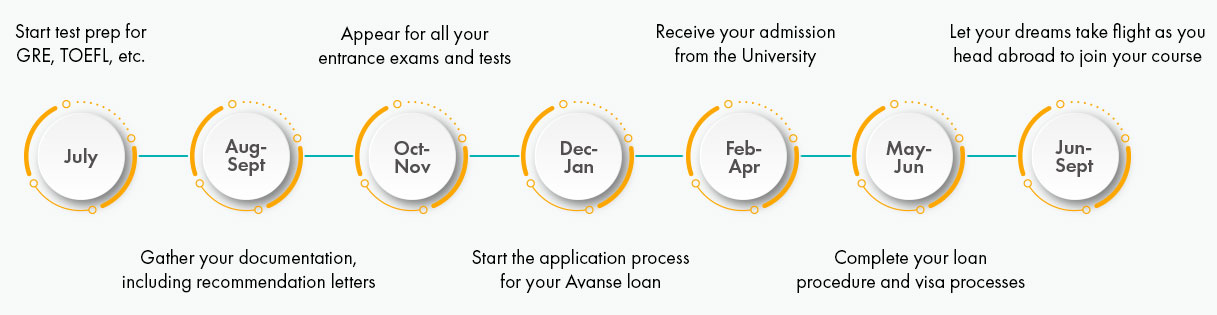 Start test prep for
GRE, TOEFL, etc.
July
Aug-
Sept
Gather your documentation,
including recommendation letters
Appear for all your
entrance exams and tests
Oct-
Nov
Dec-
Jan
Start the application process
for your Avanse loan
Receive your admission
from the University
Feb-
Apr
May-
Jun
Complete your loan
procedure and visa processes
Let your dreams take flight as you
head abroad to join your course
Jun-
Sept